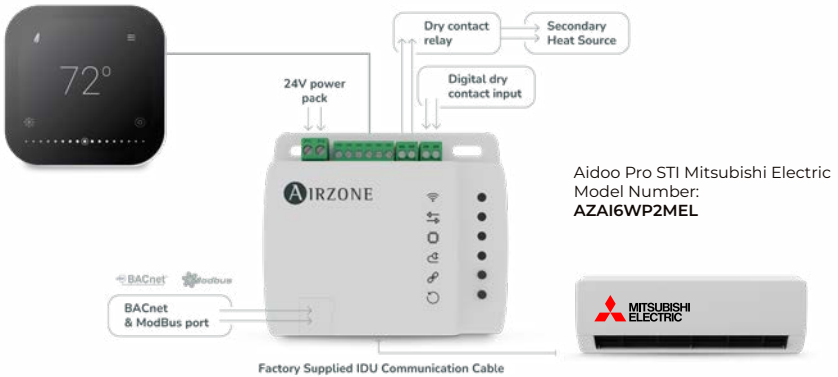 72°
24V power
pack
Dry contact
relay
Secondary
Heat Source
Digital dry
contact input
AIRZONE
Aidoo Pro STI Mitsubishi Electric
Model Number:
AZAI6WP2MEL
BACnet
Modbus
BACnet
& ModBus port
MITSUBISHI
ELECTRIC
Factory Supplied IDU Communication Cable